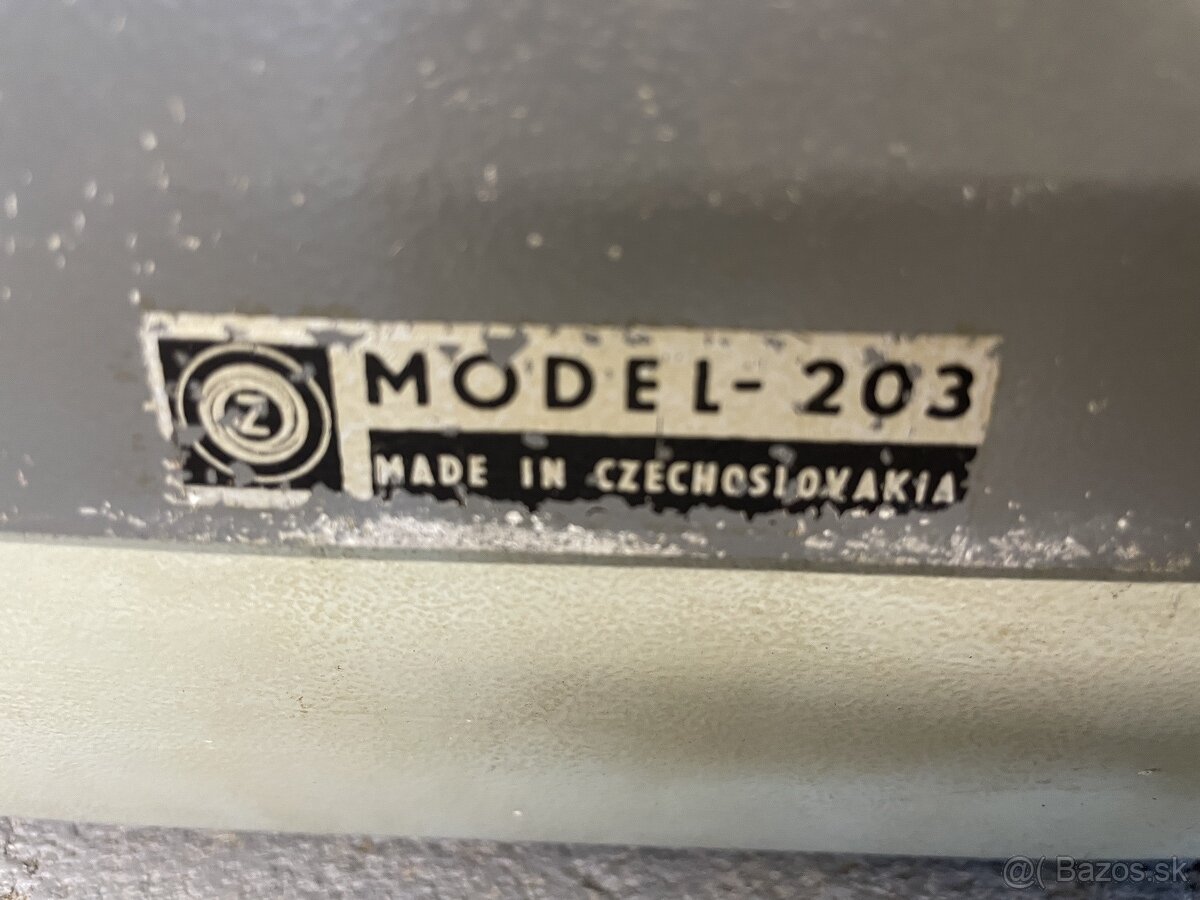 Z
MODEL-203
MADE IN CZECHOSLOVAKIA
@( Bazos.sk